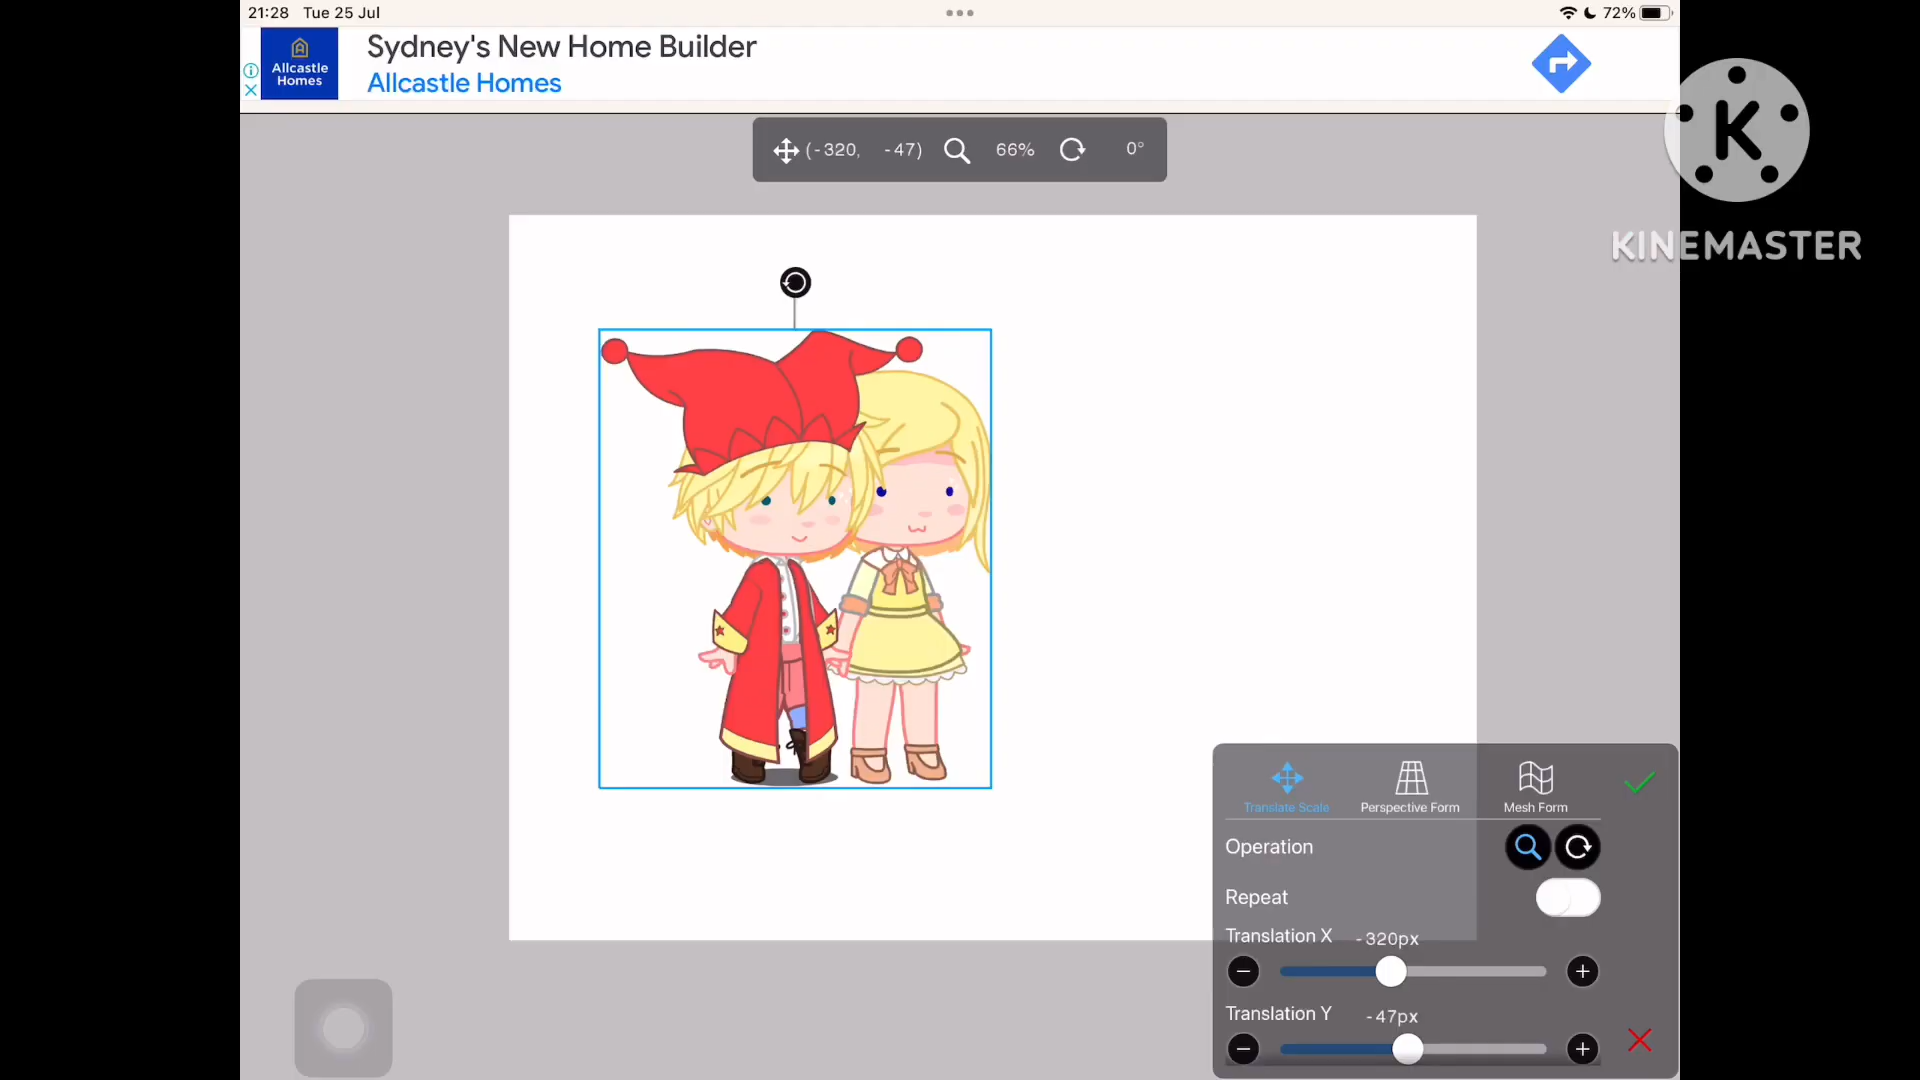 21:28 Tue 25 Jul
72%
Allcastle
Homes
Sydney's New Home Builder
Allcastle Homes
K
KINEMASTER
(-320, -47) 66% 0°
Translate Scale
Perspective Form
Mesh Form
Operation
Repeat
Translation X -320px
Translation Y -47px